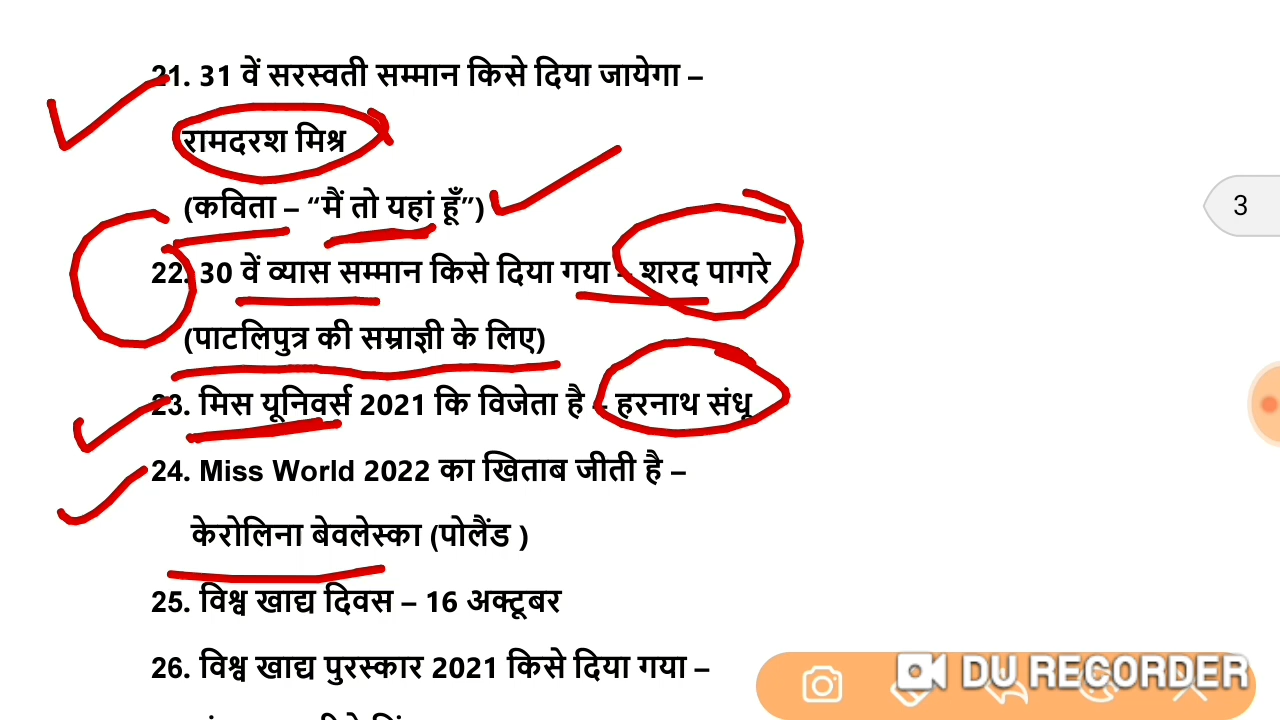 21. 31 वें सरस्वती सम्मान किसे दिया जायेगा –
रामदरश मिश्र
(कविता – “मैं तो यहां हूँ”)
3
22. 30 वें व्यास सम्मान किसे दिया गया – शरद पागरे
(पाटलिपुत्र की सम्राज्ञी के लिए)
23. मिस यूनिवर्स 2021 कि विजेता है – हरनाथ संधू
24. Miss World 2022 का खिताब जीती है –
केरोलिना बेवलेस्का (पोलैंड )
25. विश्व खाद्य दिवस – 16 अक्टूबर
26. विश्व खाद्य पुरस्कार 2021 किसे दिया गया –
DU RECORDER